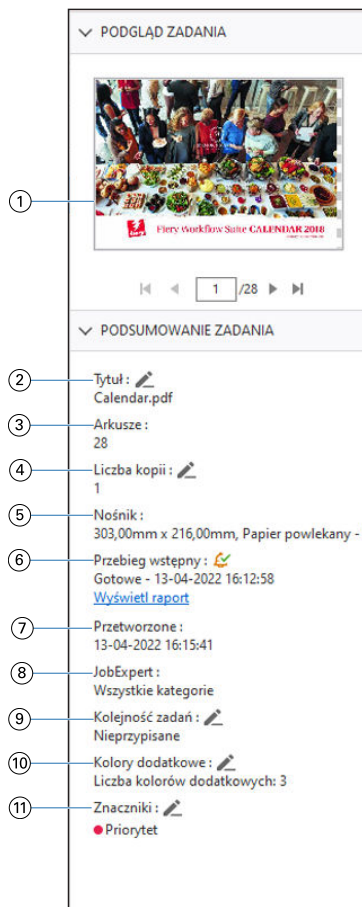 PODGLĄD ZADANIA
1
fiery Fiery Workflow Suite CALENDAR 2018
1 /28
PODSUMOWANIE ZADANIA
2 Tytuł :
Calendar.pdf
3 Arkusze :
28
4 Liczba kopii :
1
5 Nośnik :
303,00mm x 216,00mm, Papier powlekany -
6 Przebieg wstępny :
Gotowe - 13-04-2022 16:12:58
Wyświetl raport
7 Przetworzone :
13-04-2022 16:15:41
8 JobExpert :
Wszystkie kategorie
9 Kolejność zadań :
Nieprzypisane
10 Kolory dodatkowe :
Liczba kolorów dodatkowych: 3
11 Znaczniki :
Priorytet